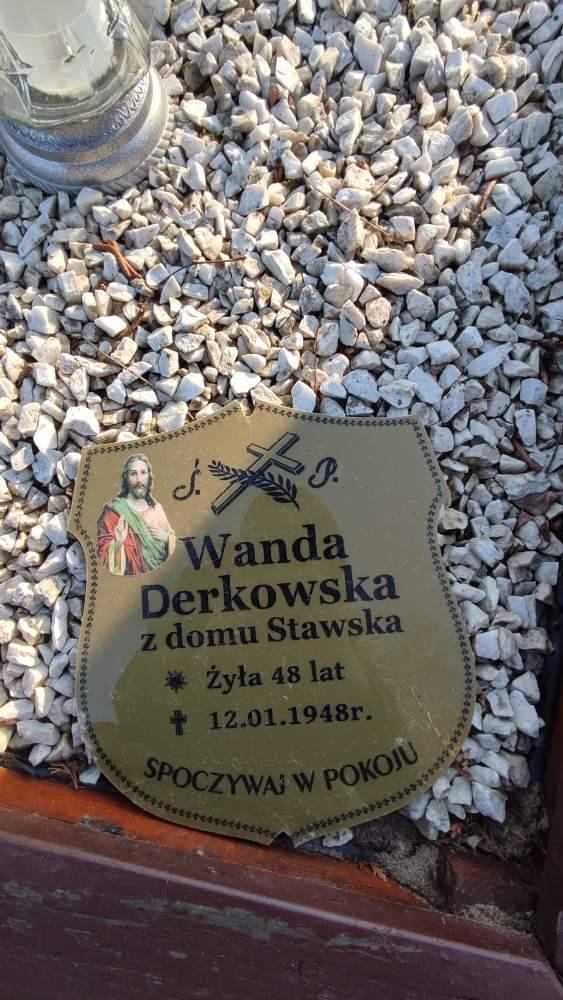 Ś. P.
Wanda
Derkowska
z domu Stawska
Żyła 48 lat
12.01.1948r.
SPOCZYWAJ W POKOJU